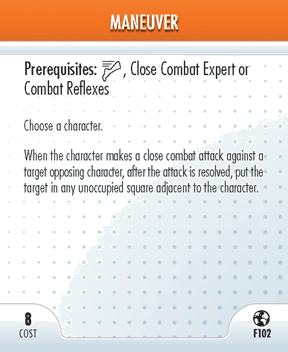 MANEUVER
Prerequisites: , Close Combat Expert or
Combat Reflexes
Choose a character.
When the character makes a close combat attack against a
target opposing character, after the attack is resolved, put the
target in any unoccupied square adjacent to the character.
8
COST
F102